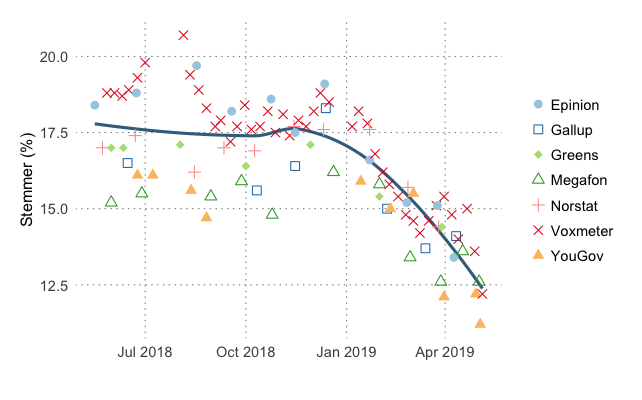 Stemmer (%)
20.0
17.5
15.0
12.5
Jul 2018
Oct 2018
Jan 2019
Apr 2019
Epinion
Gallup
Greens
Megafon
Norstat
Voxmeter
YouGov